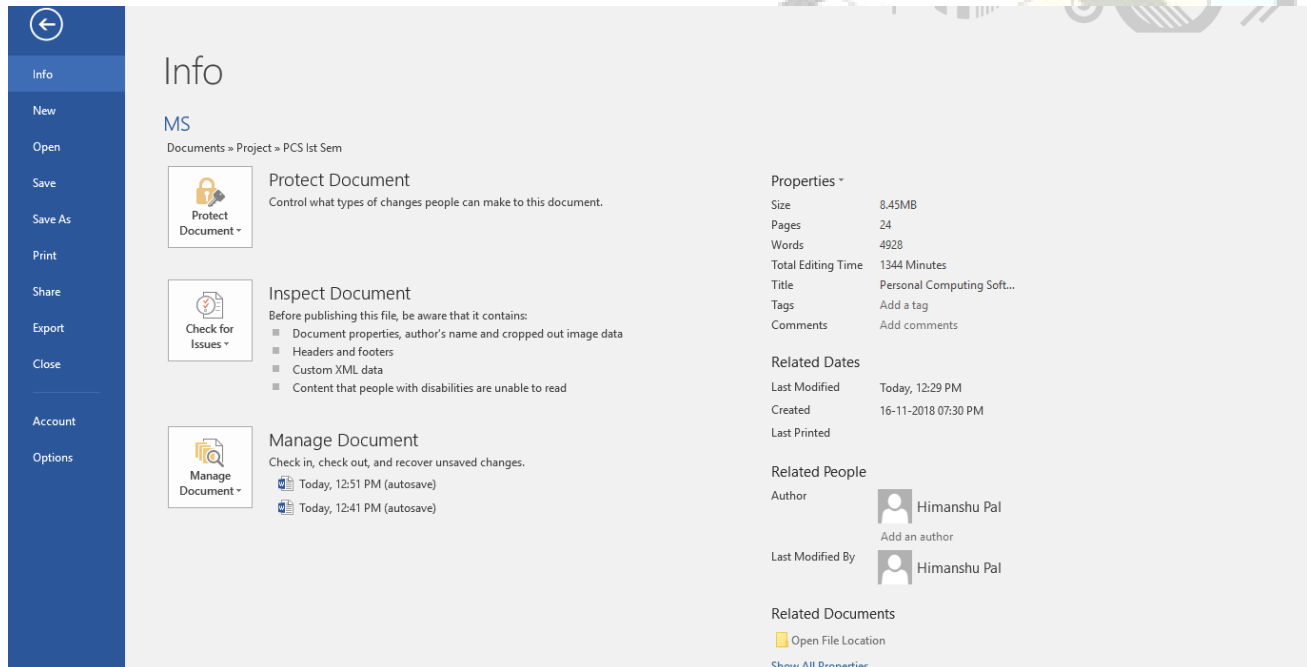 Info
New
Open
Save
Save As
Print
Share
Export
Close
Account
Options
Info
MS
Documents » Project » PCS Ist Sem
Protect Document
Protect Document
Control what types of changes people can make to this document.
Check for Issues
Inspect Document
Before publishing this file, be aware that it contains:
Document properties, author's name and cropped out image data
Headers and footers
Custom XML data
Content that people with disabilities are unable to read
Manage Document
Manage Document
Check in, check out, and recover unsaved changes.
Today, 12:51 PM (autosave)
Today, 12:41 PM (autosave)
Properties
Size 8.45MB
Pages 24
Words 4928
Total Editing Time 1344 Minutes
Title Personal Computing Soft...
Tags Add a tag
Comments Add comments
Related Dates
Last Modified Today, 12:29 PM
Created 16-11-2018 07:30 PM
Last Printed
Related People
Author Himanshu Pal
Add an author
Last Modified By Himanshu Pal
Related Documents
Open File Location
Show All Properties